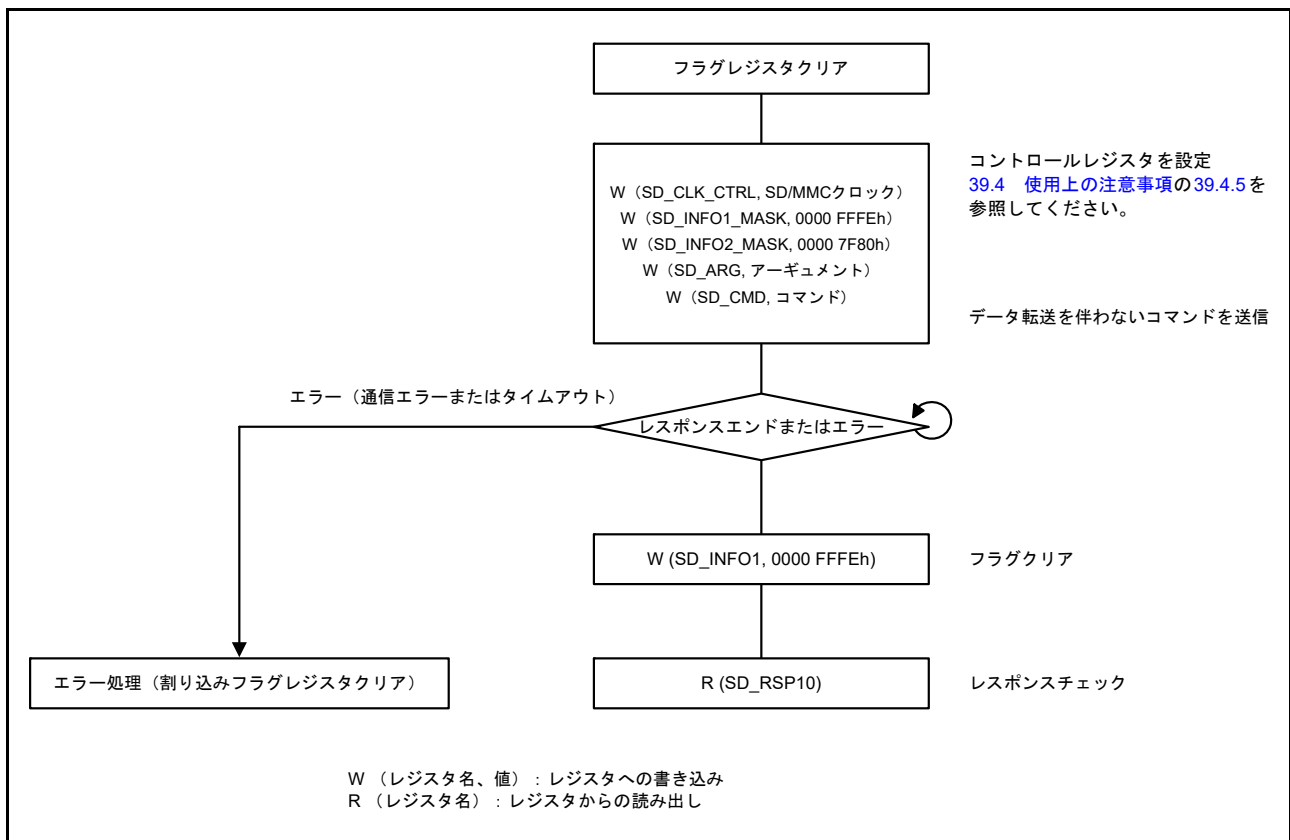 フラグレジスタクリア
W（SD_CLK_CTRL, SD/MMCクロック）
W（SD_INFO1_MASK, 0000 FFFEh）
W（SD_INFO2_MASK, 0000 7F80h）
W（SD_ARG, アーギュメント）
W（SD_CMD, コマンド）
コントロールレジスタを設定
39.4　使用上の注意事項の39.4.5を
参照してください。
データ転送を伴わないコマンドを送信
エラー（通信エラーまたはタイムアウト）
レスポンスエンドまたはエラー
W (SD_INFO1, 0000 FFFEh)
フラグクリア
エラー処理（割り込みフラグレジスタクリア）
R (SD_RSP10)
レスポンスチェック
W （レジスタ名、値）：レジスタへの書き込み
R （レジスタ名）：レジスタからの読み出し